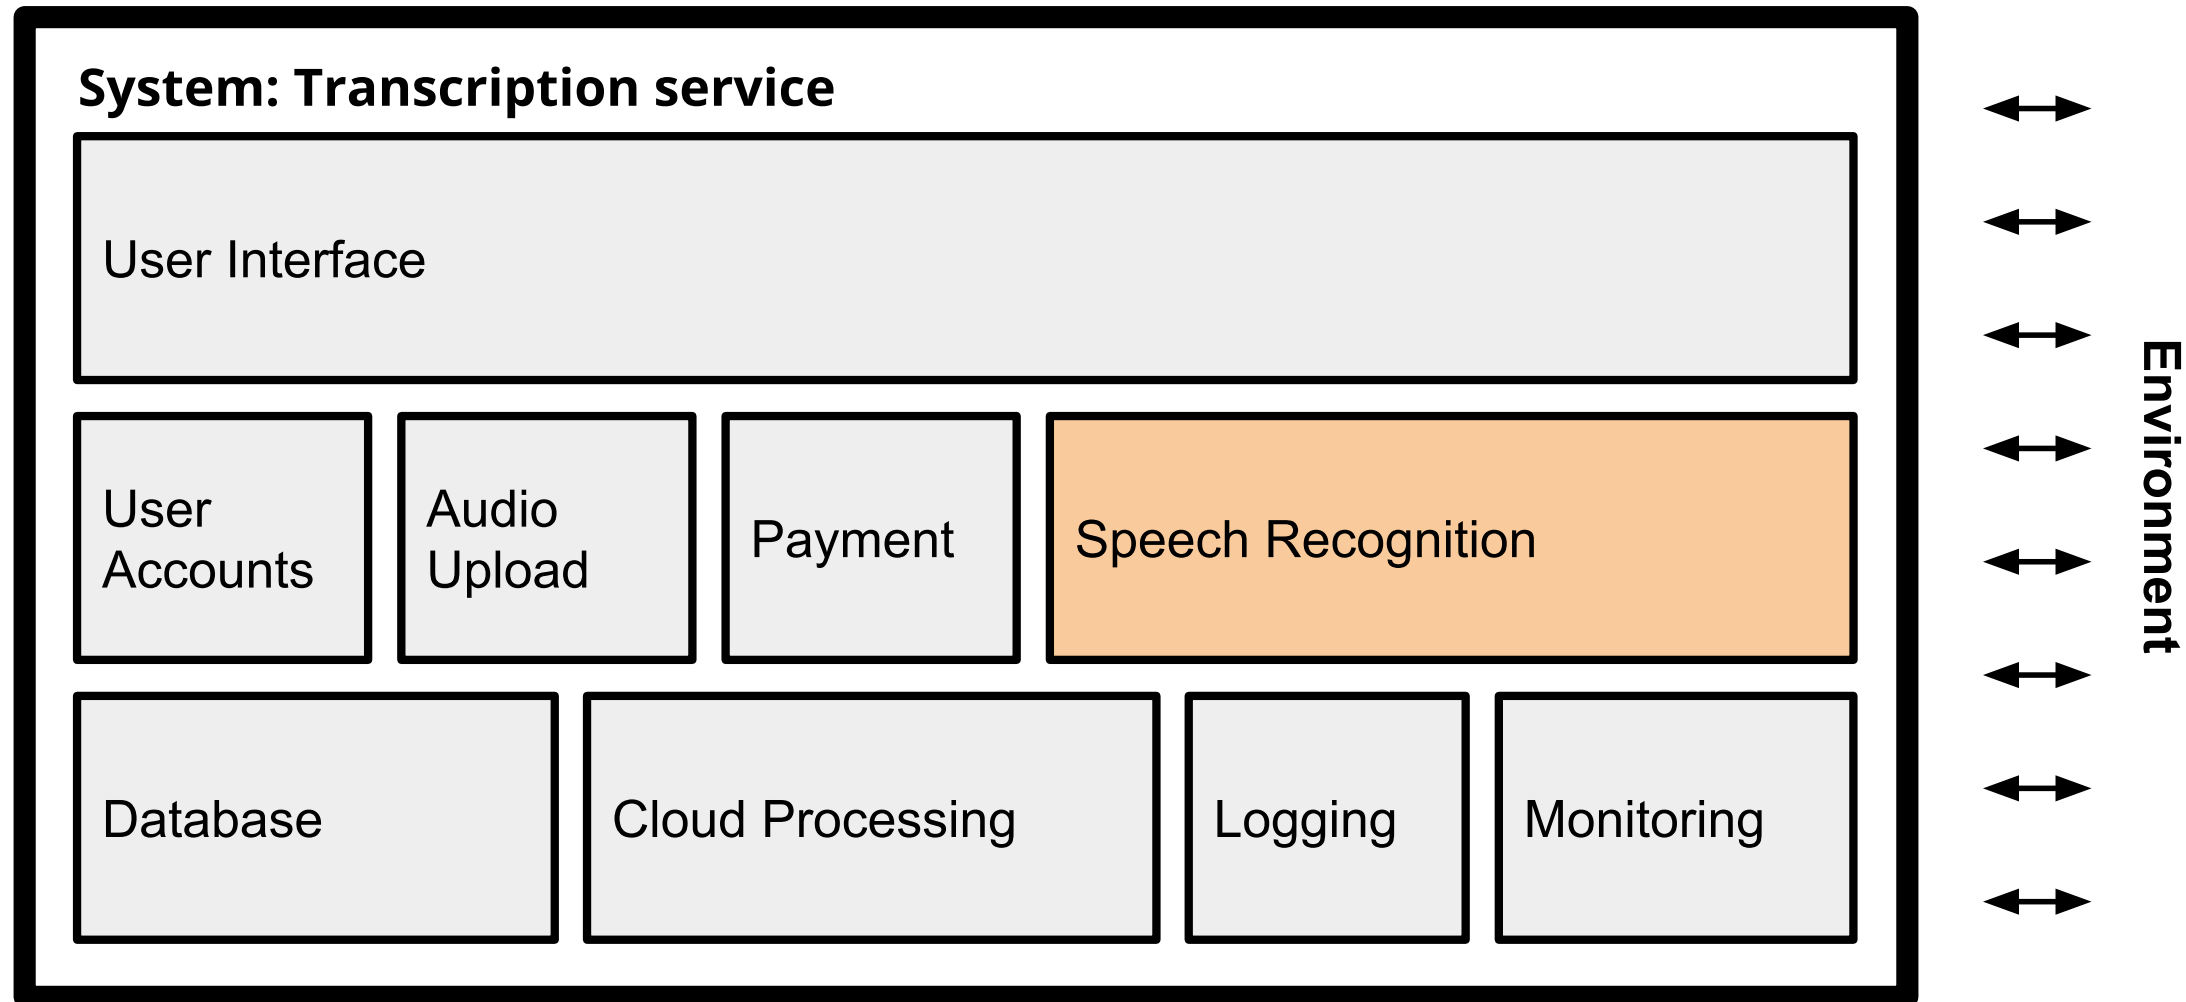 System: Transcription service
User Interface
User
Accounts
Audio
Upload
Payment
Speech Recognition
Database
Cloud Processing
Logging
Monitoring
Environment